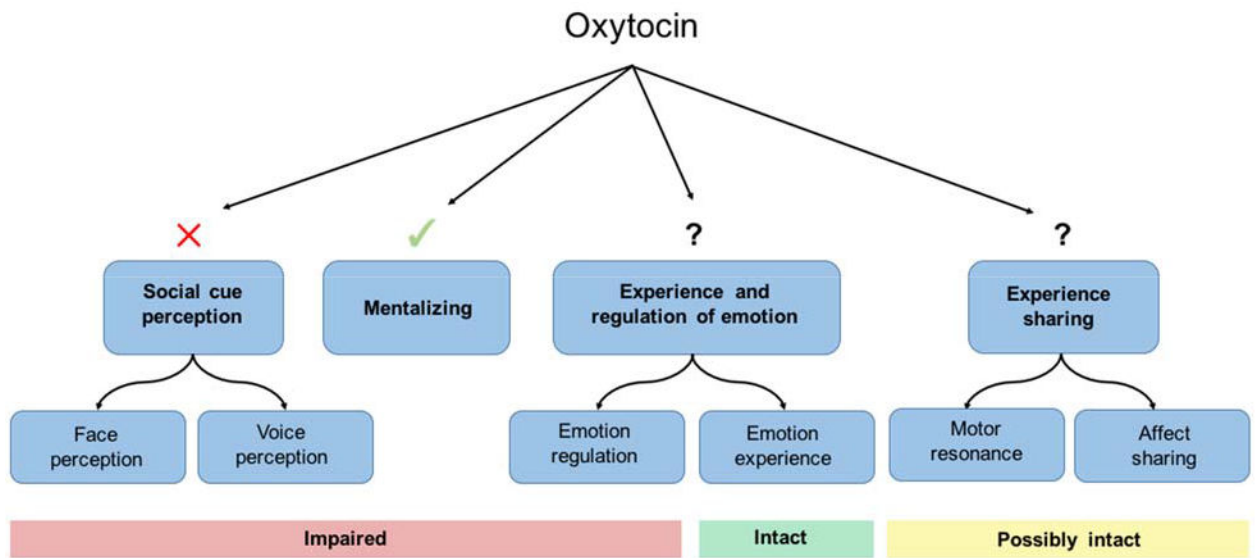 Oxytocin
?
?
Social cue
perception
Mentalizing
Experience and
regulation of emotion
Experience
sharing
Face
perception
Voice
perception
Emotion
regulation
Emotion
experience
Motor
resonance
Affect
sharing
Impaired
Intact
Possibly intact